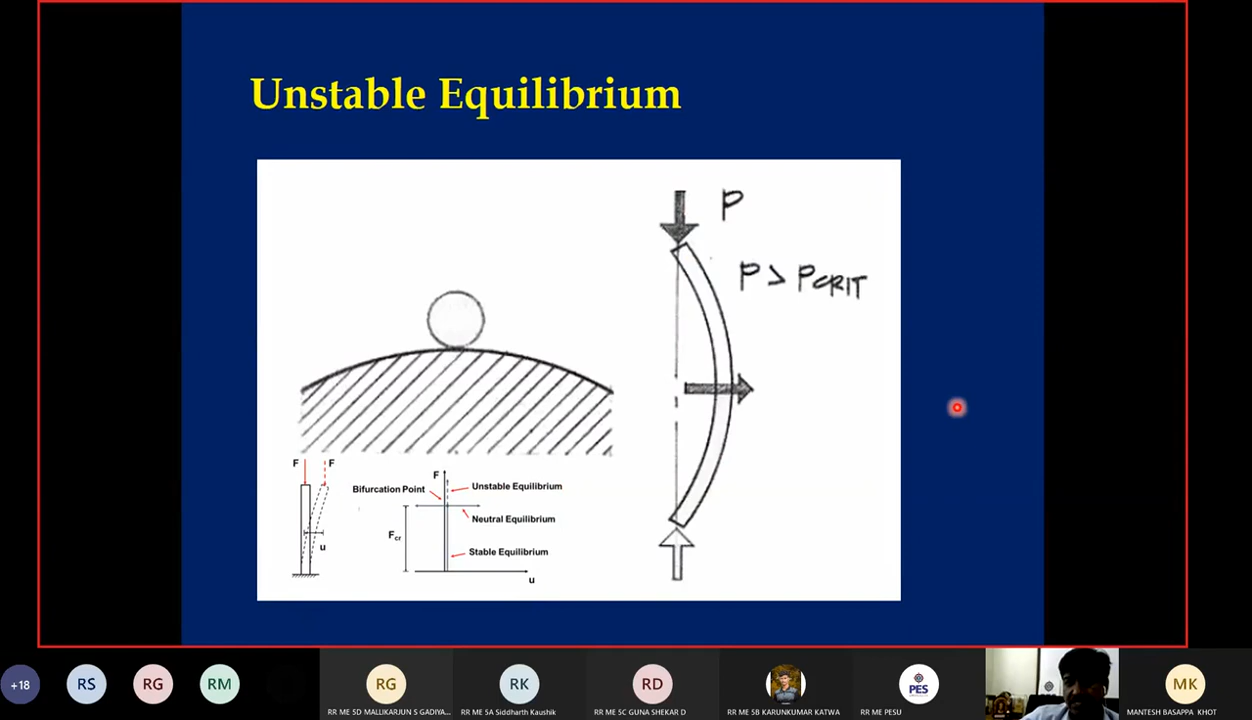 Unstable Equilibrium
P
P > PCRIT
F
F
u
F
Bifurcation Point
Unstable Equilibrium
Neutral Equilibrium
Fcr
Stable Equilibrium
u
+18
RS
RG
RM
RG
RR ME 5D MALLIKARJUN S GADIYA...
RK
RR ME 5A Siddharth Kaushik
RD
RR ME 5C GUNA SHEKAR D
RR ME 5B KARUNKUMAR KATWA
PES
RR ME PESU
MK
MANTESH BASAPPA KHOT